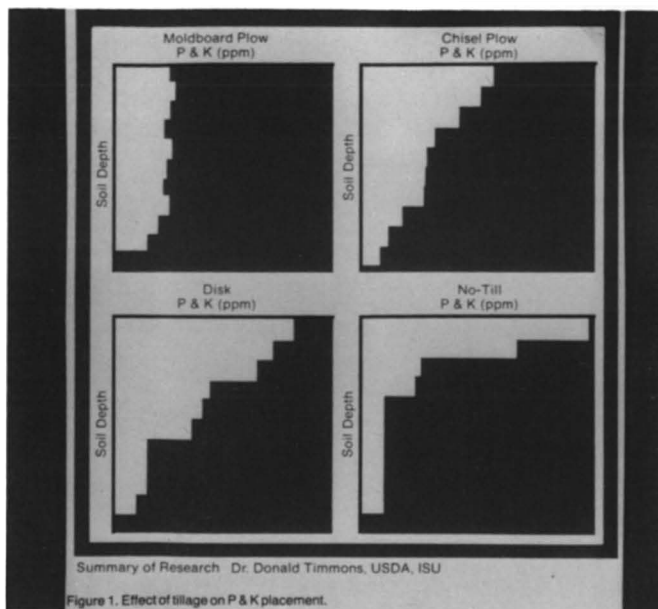 Moldboard Plow
P & K (ppm)
Soil Depth
Chisel Plow
P & K (ppm)
Soil Depth
Disk
P & K (ppm)
Soil Depth
No-Till
P & K (ppm)
Soil Depth
Summary of Research Dr. Donald Timmons, USDA, ISU
Figure 1. Effect of tillage on P & K placement.